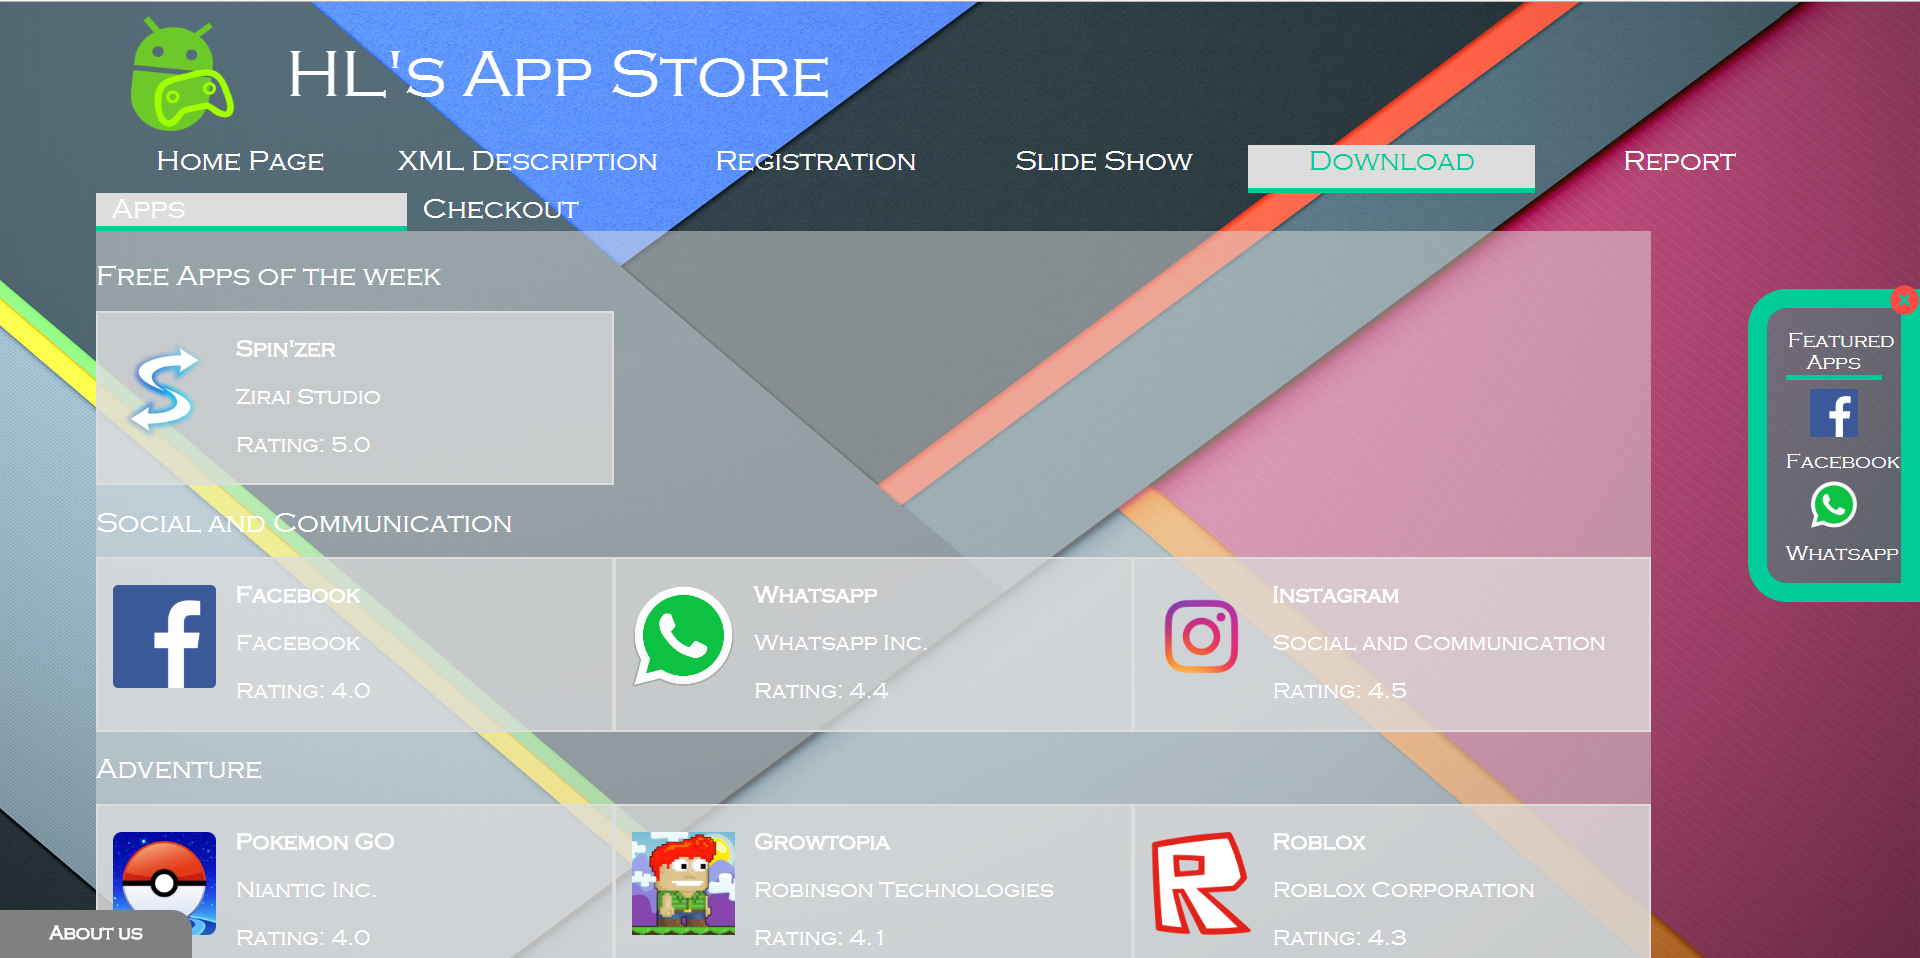 HL's App Store
Home Page
XML Description
Registration
Slide Show
Download
Report
Apps
Checkout
Free Apps of the week
Spin'zer
Zirai Studio
Rating: 5.0
Social and Communication
Facebook
Facebook
Rating: 4.0
Whatsapp
Whatsapp Inc.
Rating: 4.4
Instagram
Social and Communication
Rating: 4.5
Adventure
Pokemon GO
Niantic Inc.
Rating: 4.0
Growtopia
Robinson Technologies
Rating: 4.1
Roblox
Roblox Corporation
Rating: 4.3
x
Featured
Apps
Facebook
Whatsapp
About us